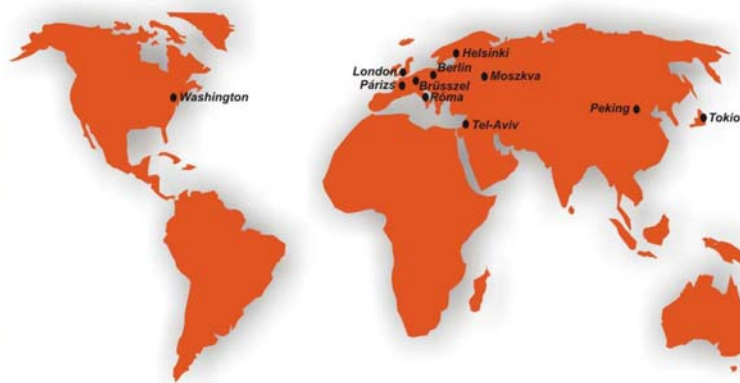 Helsinki
London
Berlin
Moszkva
Párizs
Brüsszel
Washington
Róma
Peking
Tokio
Tel-Aviv